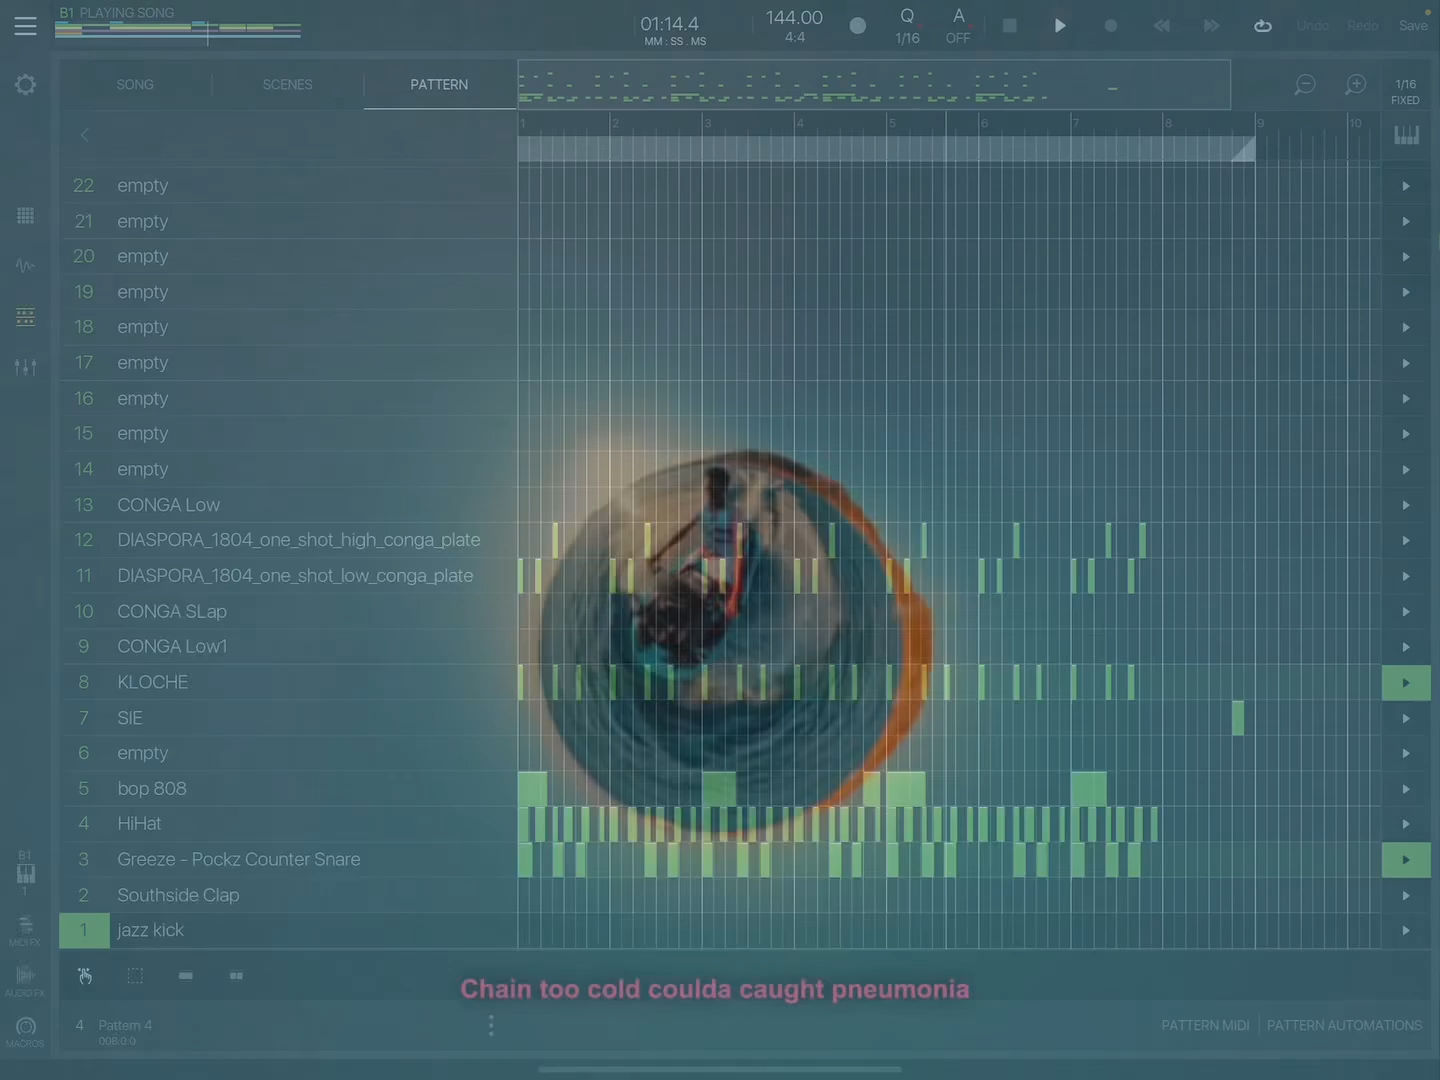 B1 PLAYING SONG
01:14.4
MM : SS . MS
144.00
4:4
Q
1/16
A
OFF
Undo
Redo
Save
SONG
SCENES
PATTERN
1/16
FIXED
1 2 3 4 5 6 7 8 9 10
22 empty
21 empty
20 empty
19 empty
18 empty
17 empty
16 empty
15 empty
14 empty
13 CONGA Low
12 DIASPORA_1804_one_shot_high_conga_plate
11 DIASPORA_1804_one_shot_low_conga_plate
10 CONGA SLap
9 CONGA Low1
8 KLOCHE
7 SIE
6 empty
5 bop 808
4 HiHat
3 Greeze - Pockz Counter Snare
2 Southside Clap
1 jazz kick
B1
1
MIDI FX
AUDIO FX
MACROS
Chain too cold coulda caught pneumonia
4 Pattern 4
008:0:0
PATTERN MIDI
PATTERN AUTOMATIONS